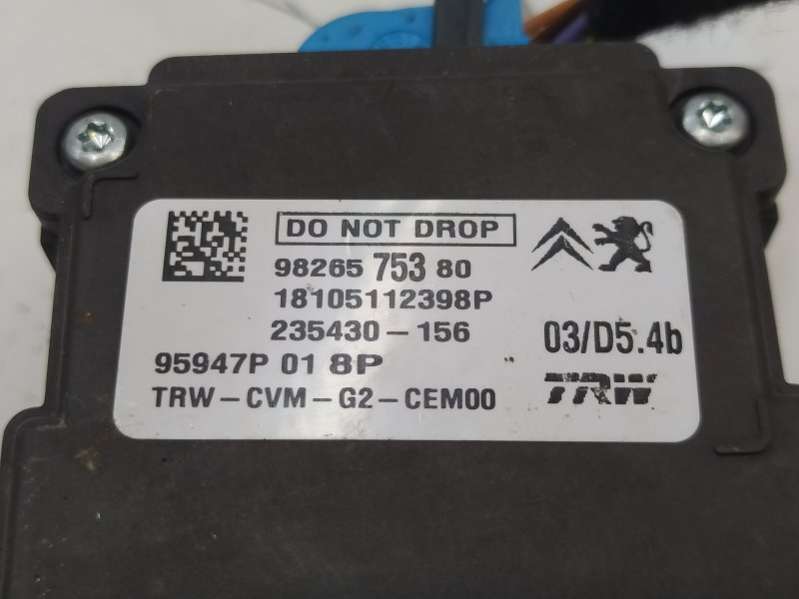 DO NOT DROP
98265 753 80
18105112398P
235430-156
03/D5.4b
95947P 01 8P
TRW-CVM-G2-CEM00
TRW